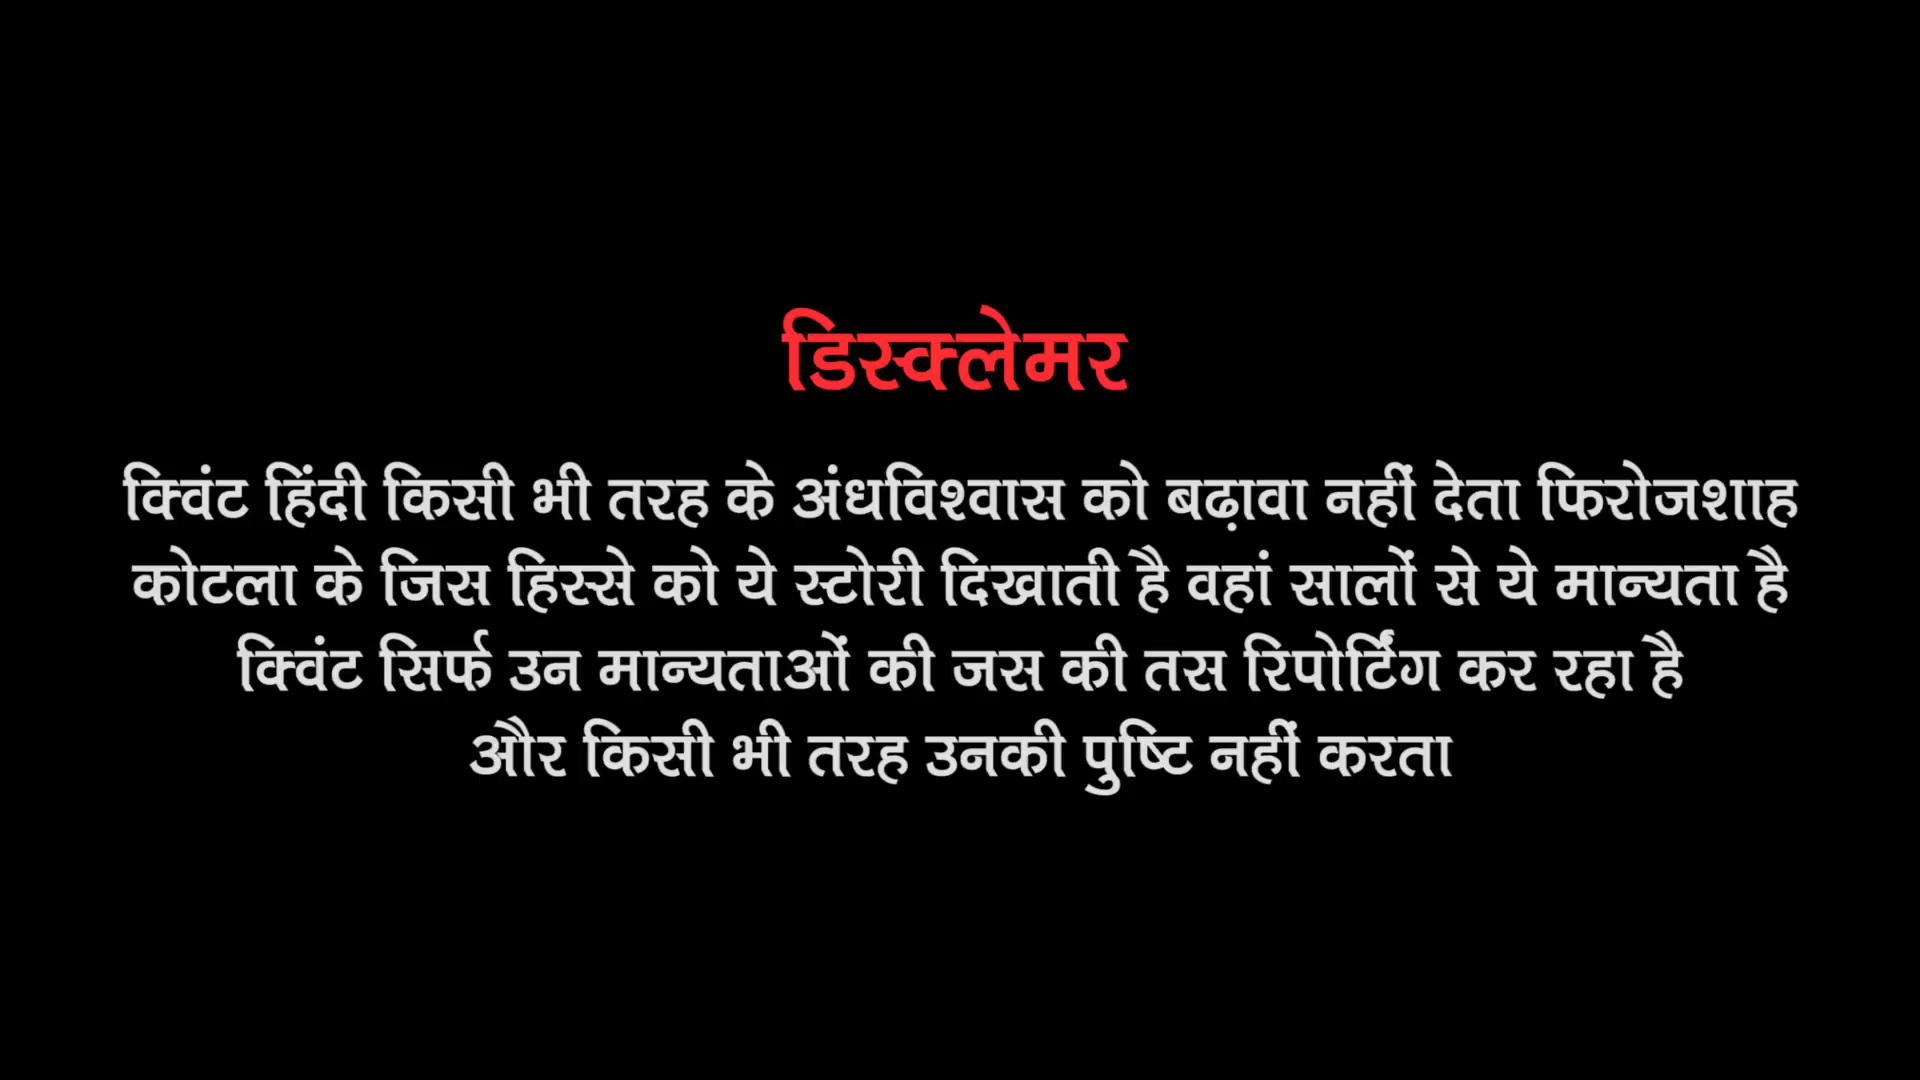 डिस्क्लेमर
क्विंट हिंदी किसी भी तरह के अंधविश्वास को बढ़ावा नहीं देता फिरोजशाह
कोटला के जिस हिस्से को ये स्टोरी दिखाती है वहां सालों से ये मान्यता है
क्विंट सिर्फ उन मान्यताओं की जस की तस रिपोर्टिंग कर रहा है
और किसी भी तरह उनकी पुष्टि नहीं करता